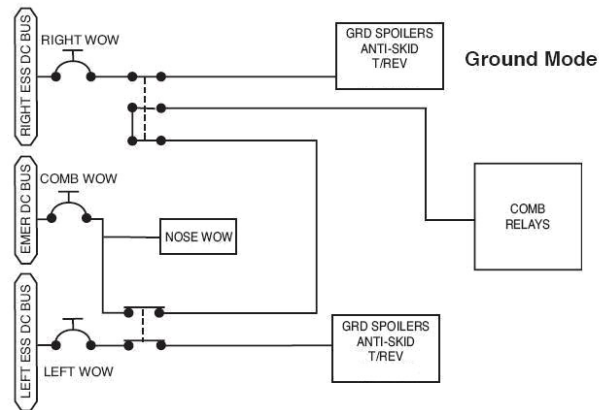 RIGHT ESS DC BUS
RIGHT WOW
GRD SPOILERS
ANTI-SKID
T/REV
Ground Mode
EMER DC BUS
COMB WOW
NOSE WOW
COMB
RELAYS
LEFT ESS DC BUS
LEFT WOW
GRD SPOILERS
ANTI-SKID
T/REV